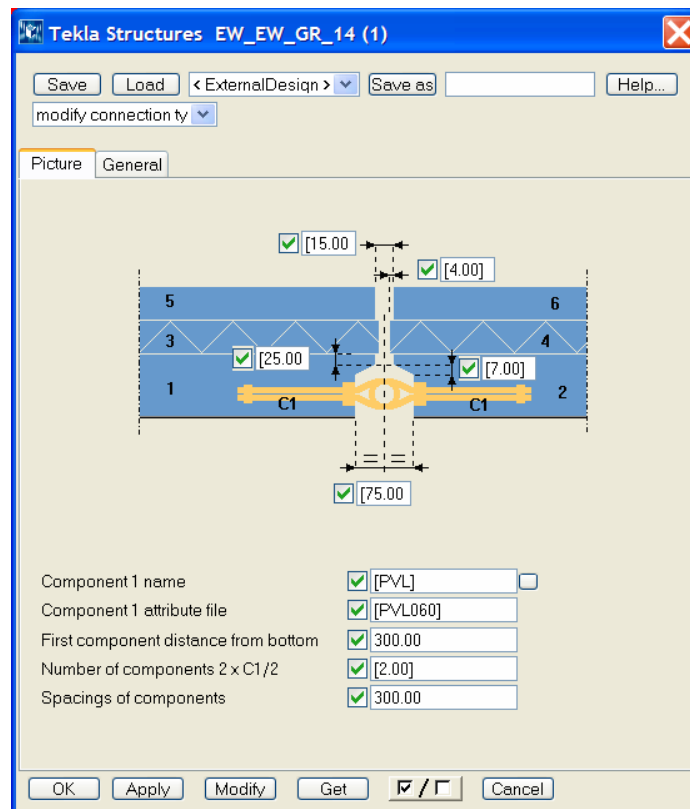 Tekla Structures EW_EW_GR_14 (1)
Save Load < ExternalDesign > Save as Help...
modify connection ty
Picture General
[15.00
[4.00]
5 6
3 4
[25.00 [7.00]
1 2
C1 C1
[75.00
Component 1 name [PVL]
Component 1 attribute file [PVL060]
First component distance from bottom 300.00
Number of components 2 x C1/2 [2.00]
Spacings of components 300.00
OK Apply Modify Get / Cancel